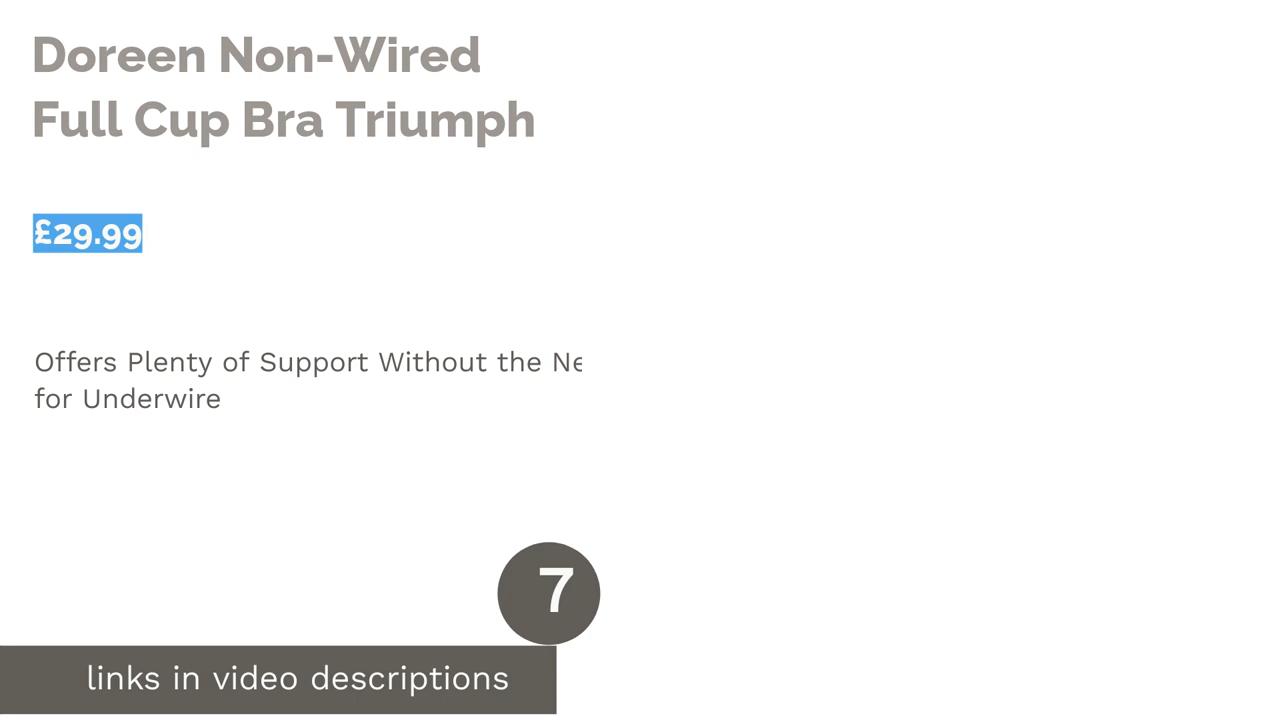 Doreen Non-Wired
Full Cup Bra Triumph
£29.99
Offers Plenty of Support Without the Ne
for Underwire
7
links in video descriptions